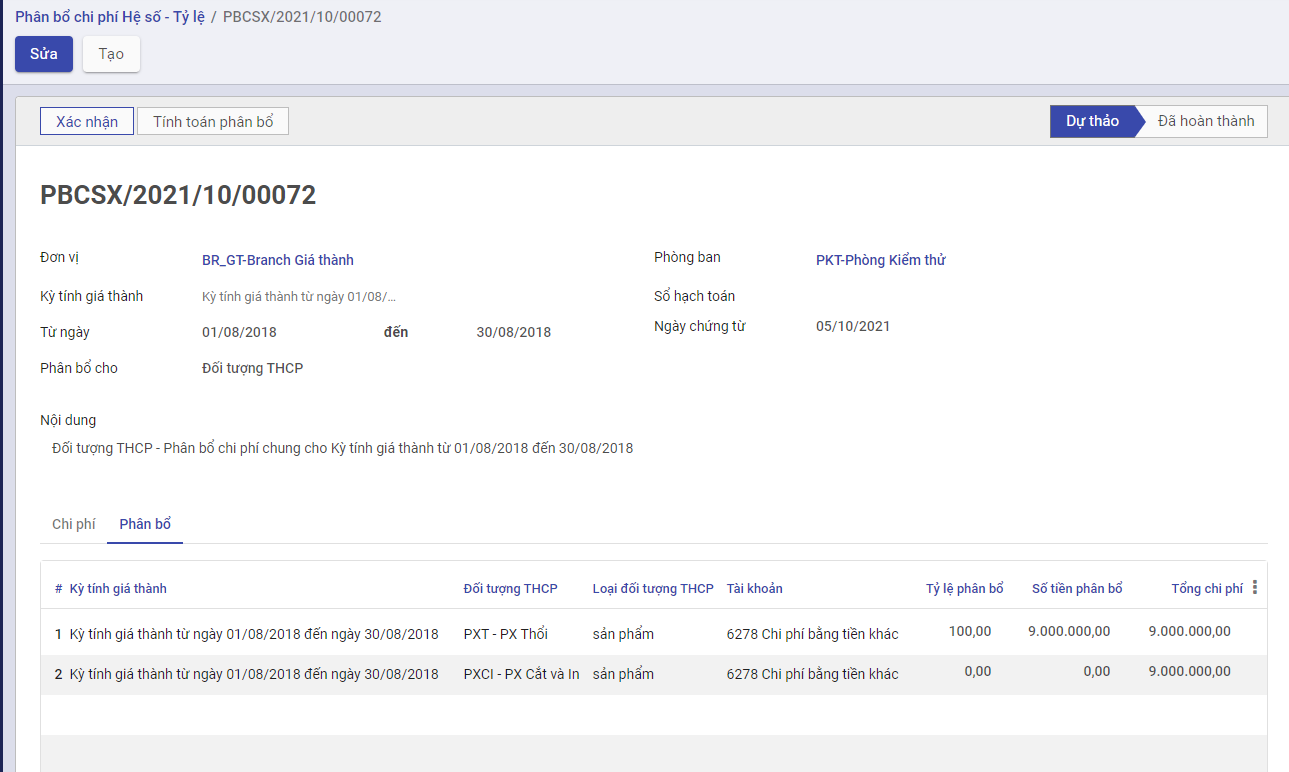 Phân bổ chi phí Hệ số - Tỷ lệ / PBCSX/2021/10/00072
Sửa Tạo
Xác nhận Tính toán phân bổ Dự thảo Đã hoàn thành
PBCSX/2021/10/00072
Đơn vị BR_GT-Branch Giá thành Phòng ban PKT-Phòng Kiểm thử
Kỳ tính giá thành Kỳ tính giá thành từ ngày 01/08/... Sổ hạch toán
Từ ngày 01/08/2018 đến 30/08/2018 Ngày chứng từ 05/10/2021
Phân bổ cho Đối tượng THCP
Nội dung
Đối tượng THCP - Phân bổ chi phí chung cho Kỳ tính giá thành từ 01/08/2018 đến 30/08/2018
Chi phí Phân bổ
# Kỳ tính giá thành Đối tượng THCP Loại đối tượng THCP Tài khoản Tỷ lệ phân bổ Số tiền phân bổ Tổng chi phí
1 Kỳ tính giá thành từ ngày 01/08/2018 đến ngày 30/08/2018 PXT - PX Thổi sản phẩm 6278 Chi phí bằng tiền khác 100,00 9.000.000,00 9.000.000,00
2 Kỳ tính giá thành từ ngày 01/08/2018 đến ngày 30/08/2018 PXCI - PX Cắt và In sản phẩm 6278 Chi phí bằng tiền khác 0,00 0,00 9.000.000,00